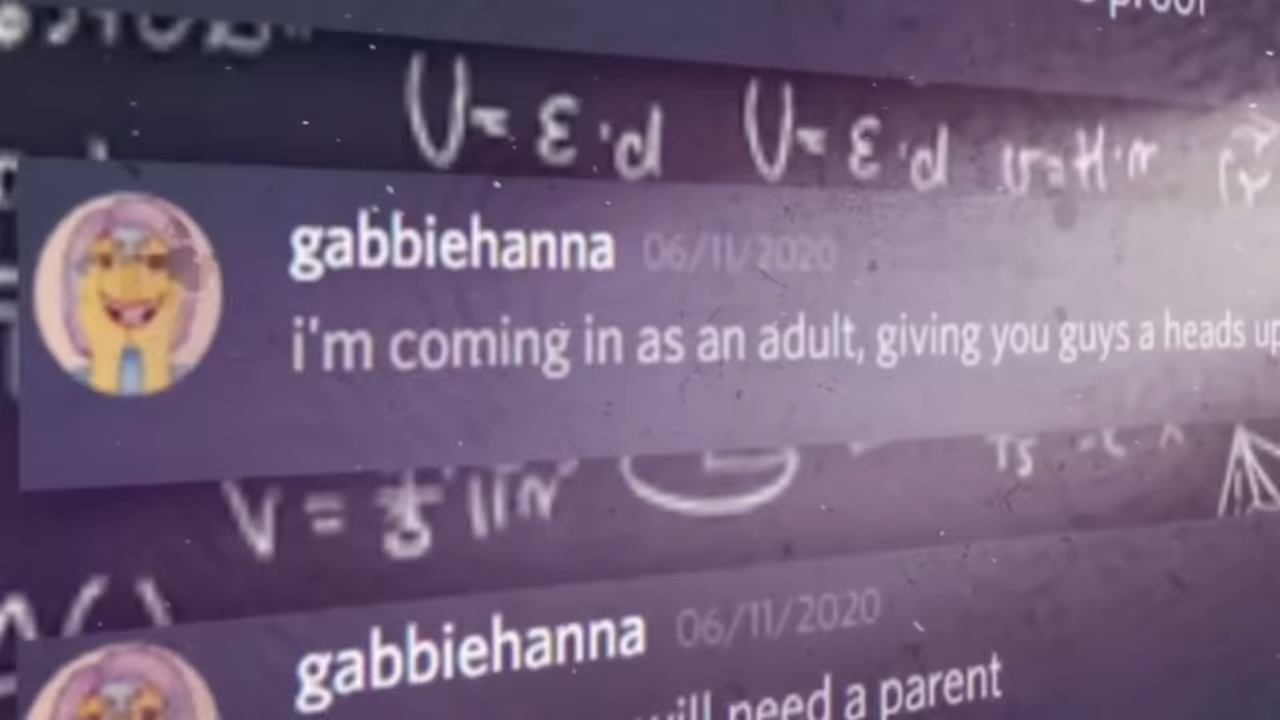 proof
U=ε·d U=ε·d
gabbiehanna 06/11/2020
i'm coming in as an adult, giving you guys a heads up
V=
gabbiehanna 06/11/2020
will need a parent